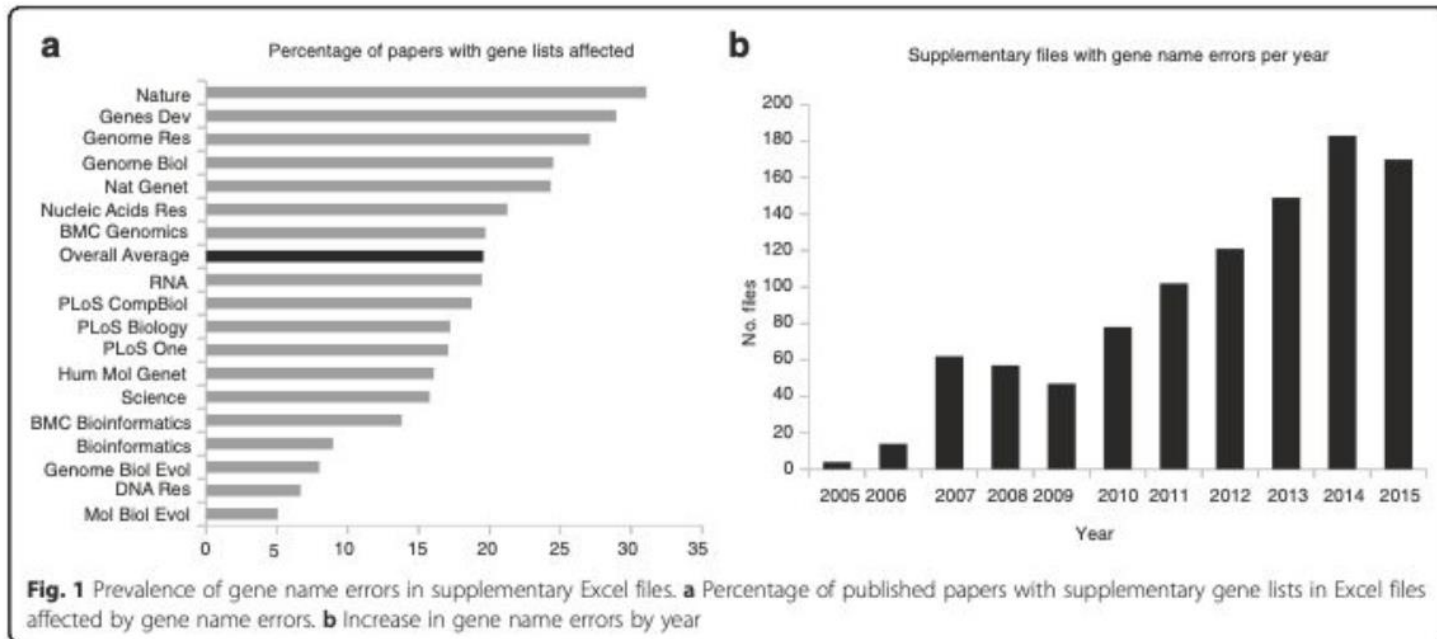 a
Percentage of papers with gene lists affected
Nature
Genes Dev
Genome Res
Genome Biol
Nat Genet
Nucleic Acids Res
BMC Genomics
Overall Average
RNA
PLoS CompBiol
PLoS Biology
PLoS One
Hum Mol Genet
Science
BMC Bioinformatics
Bioinformatics
Genome Biol Evol
DNA Res
Mol Biol Evol
0 5 10 15 20 25 30 35
b
Supplementary files with gene name errors per year
200
180
160
140
120
100
80
60
40
20
0
No. files
2005 2006 2007 2008 2009 2010 2011 2012 2013 2014 2015
Year
Fig. 1 Prevalence of gene name errors in supplementary Excel files. a Percentage of published papers with supplementary gene lists in Excel files
affected by gene name errors. b Increase in gene name errors by year